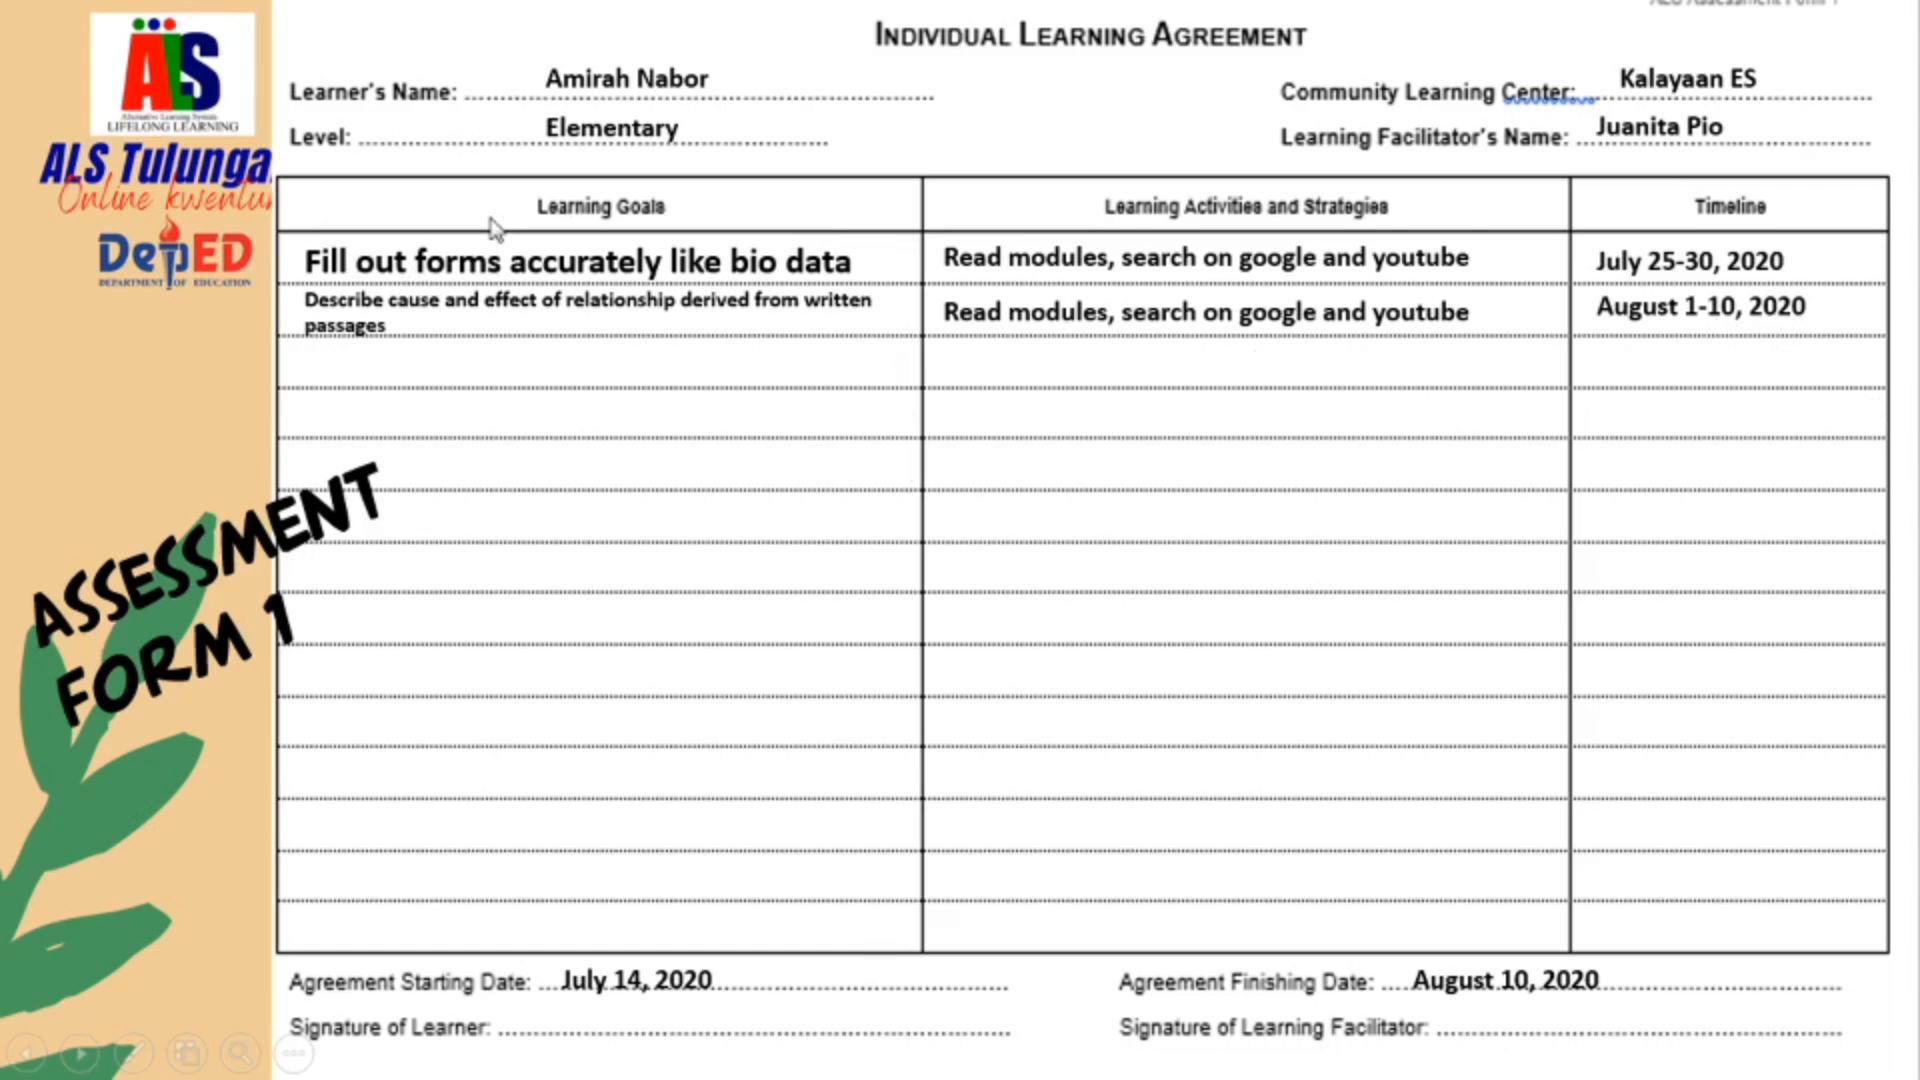 INDIVIDUAL LEARNING AGREEMENT
Learner's Name: Amirah Nabor
Community Learning Center: Kalayaan ES
Level: Elementary
Learning Facilitator's Name: Juanita Pio
Learning Goals
Learning Activities and Strategies
Timeline
Fill out forms accurately like bio data
Read modules, search on google and youtube
July 25-30, 2020
Describe cause and effect of relationship derived from written
passages
Read modules, search on google and youtube
August 1-10, 2020
Agreement Starting Date: July 14, 2020
Agreement Finishing Date: August 10, 2020
Signature of Learner:
Signature of Learning Facilitator:
ALS
Alternative Learning System
LIFELONG LEARNING
ALS Tulunga
Online kwentu
DepED
DEPARTMENT OF EDUCATION
ASSESSMENT
FORM 1